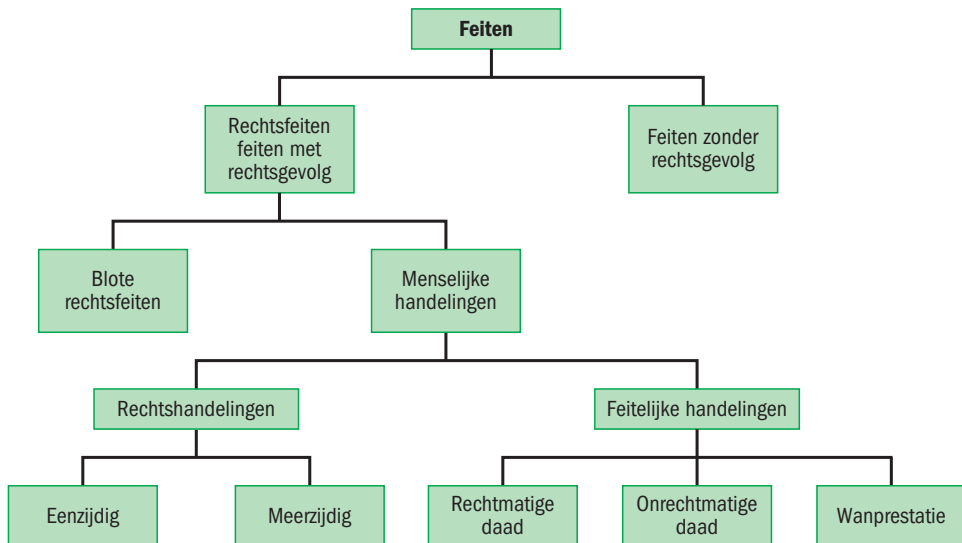 Feiten
Rechtsfeiten
feiten met
rechtsgevolg
Feiten zonder
rechtsgevolg
Blote
rechtsfeiten
Menselijke
handelingen
Rechtshandelingen
Feitelijke handelingen
Eenzijdig
Meerzijdig
Rechtmatige
daad
Onrechtmatige
daad
Wanprestatie